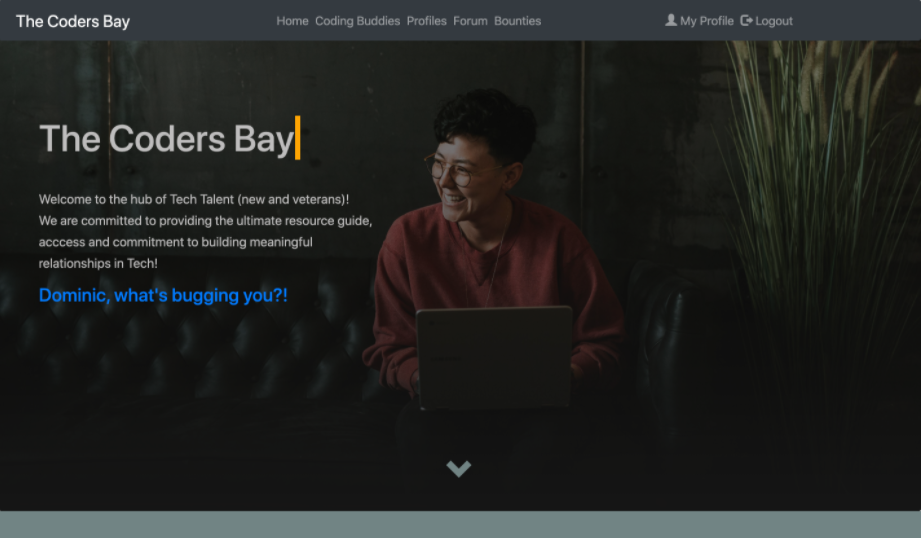 The Coders Bay
Home Coding Buddies Profiles Forum Bounties
My Profile Logout
The Coders Bay
Welcome to the hub of Tech Talent (new and veterans)!
We are committed to providing the ultimate resource guide,
acccess and commitment to building meaningful
relationships in Tech!
Dominic, what's bugging you?!